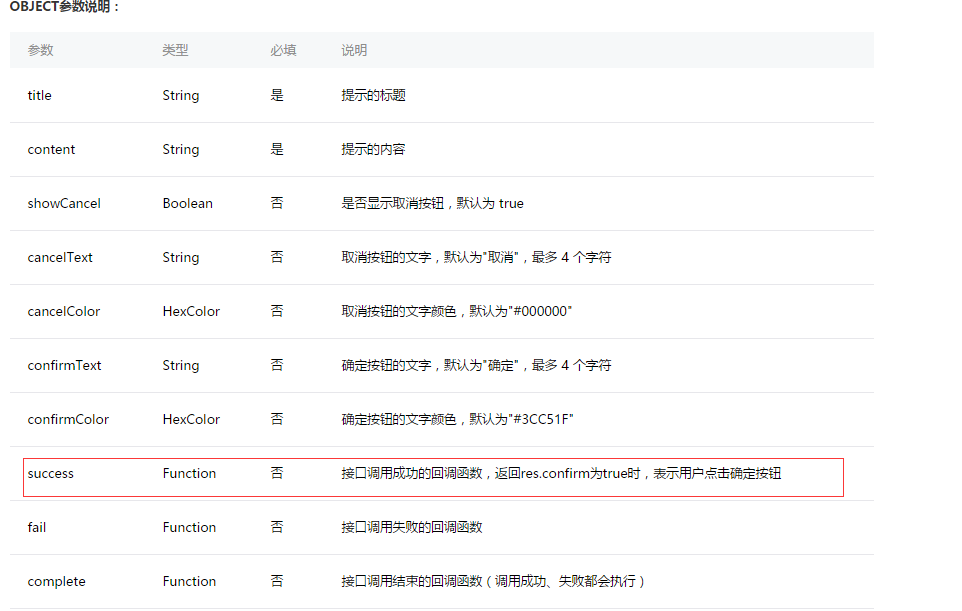 OBJECT参数说明：
参数 类型 必填 说明
title String 是 提示的标题
content String 是 提示的内容
showCancel Boolean 否 是否显示取消按钮，默认为 true
cancelText String 否 取消按钮的文字，默认为"取消"，最多 4 个字符
cancelColor HexColor 否 取消按钮的文字颜色，默认为"#000000"
confirmText String 否 确定按钮的文字，默认为"确定"，最多 4 个字符
confirmColor HexColor 否 确定按钮的文字颜色，默认为"#3CC51F"
success Function 否 接口调用成功的回调函数，返回res.confirm为true时，表示用户点击确定按钮
fail Function 否 接口调用失败的回调函数
complete Function 否 接口调用结束的回调函数（调用成功、失败都会执行）